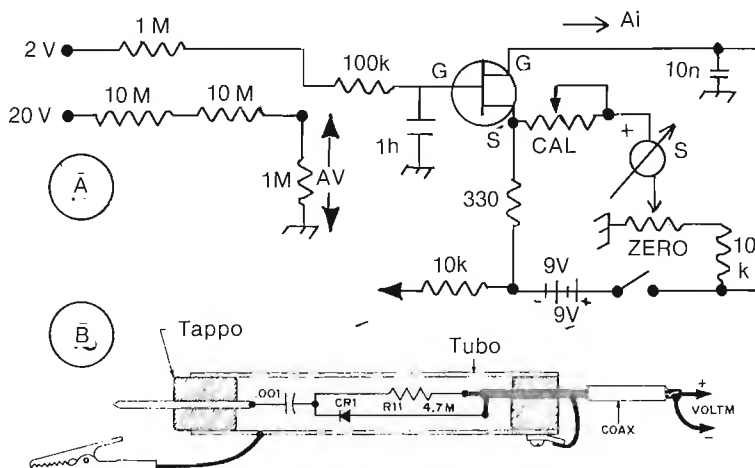 1 M
Ai
2 V
100k
G
G
10n
10 M
10 M
20 V
S
CAL
+
S
1h
Ā
1M
AV
330
ZERO
10
k
10k
9V
- +
9V
B̄
Tappo
Tubo
.001
CR1
R11
4.7M
COAX
+
VOLTM
-